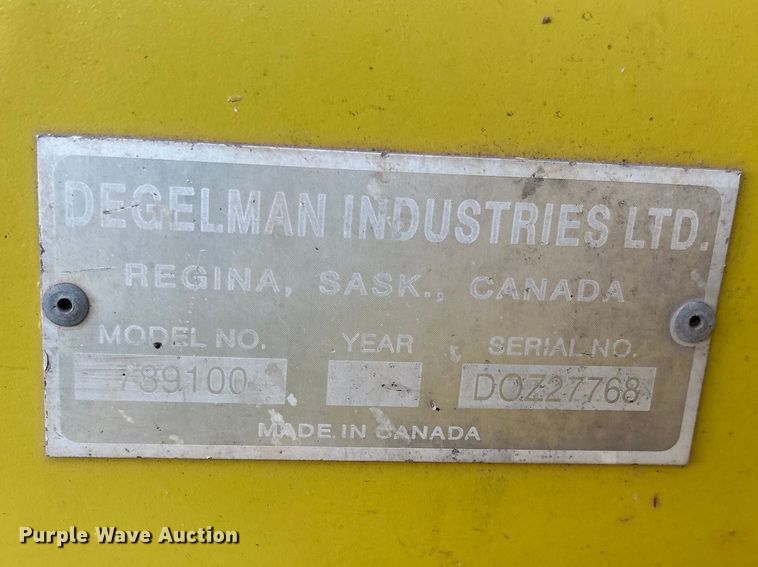 DEGELMAN INDUSTRIES LTD.
REGINA, SASK., CANADA
MODEL NO. YEAR SERIAL NO.
789100 DOZ27768
MADE IN CANADA
Purple Wave Auction